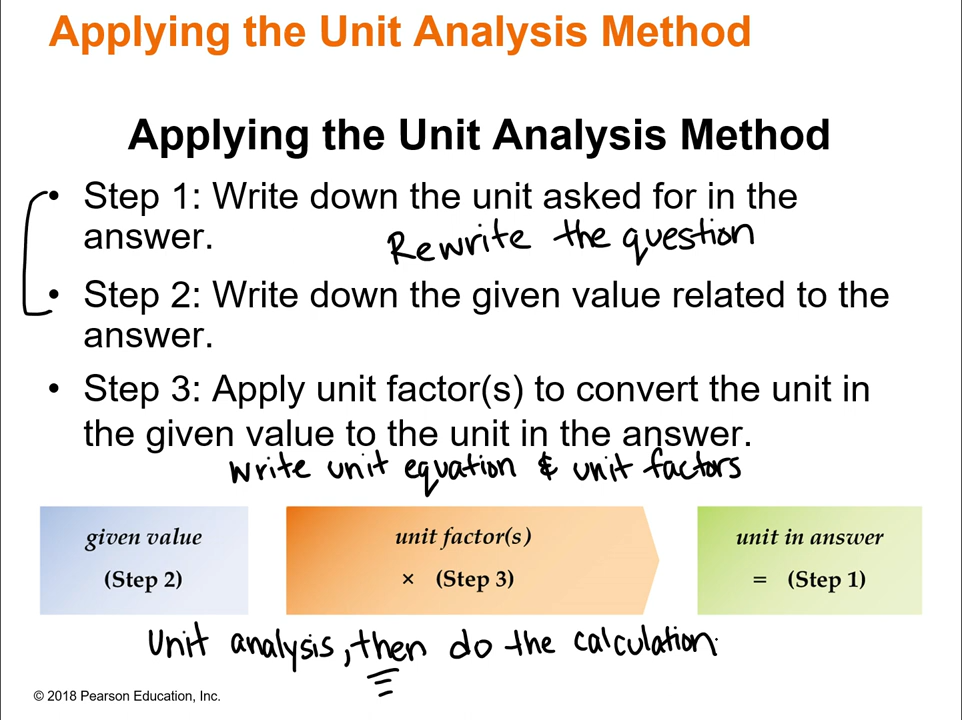 Applying the Unit Analysis Method
Applying the Unit Analysis Method
• Step 1: Write down the unit asked for in the
answer.
Rewrite the question
• Step 2: Write down the given value related to the
answer.
• Step 3: Apply unit factor(s) to convert the unit in
the given value to the unit in the answer.
Write unit equation & unit factors
given value
(Step 2)
unit factor(s)
× (Step 3)
unit in answer
= (Step 1)
Unit analysis, then do the calculation.
© 2018 Pearson Education, Inc.